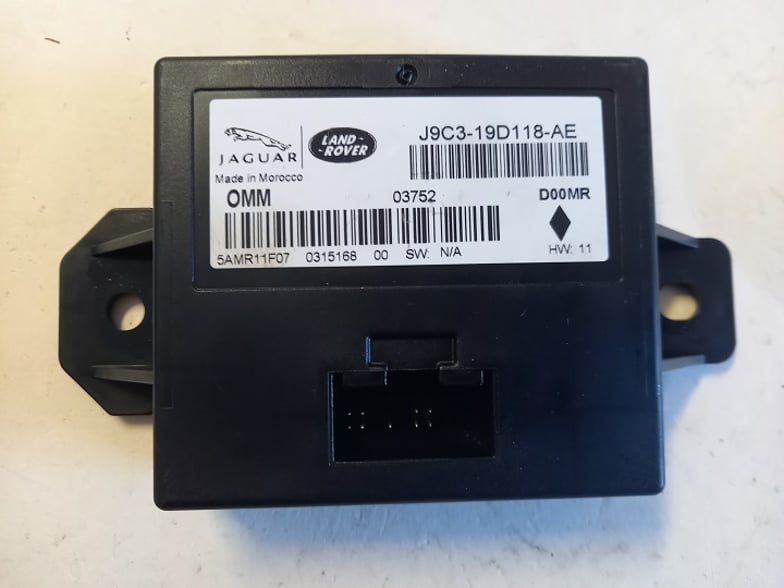 J9C3-19D118-AE
JAGUAR
LAND-
-ROVER
Made in Morocco
OMM 03752 D00MR
5AMR11F07 0315168 00 SW: N/A
HW: 11